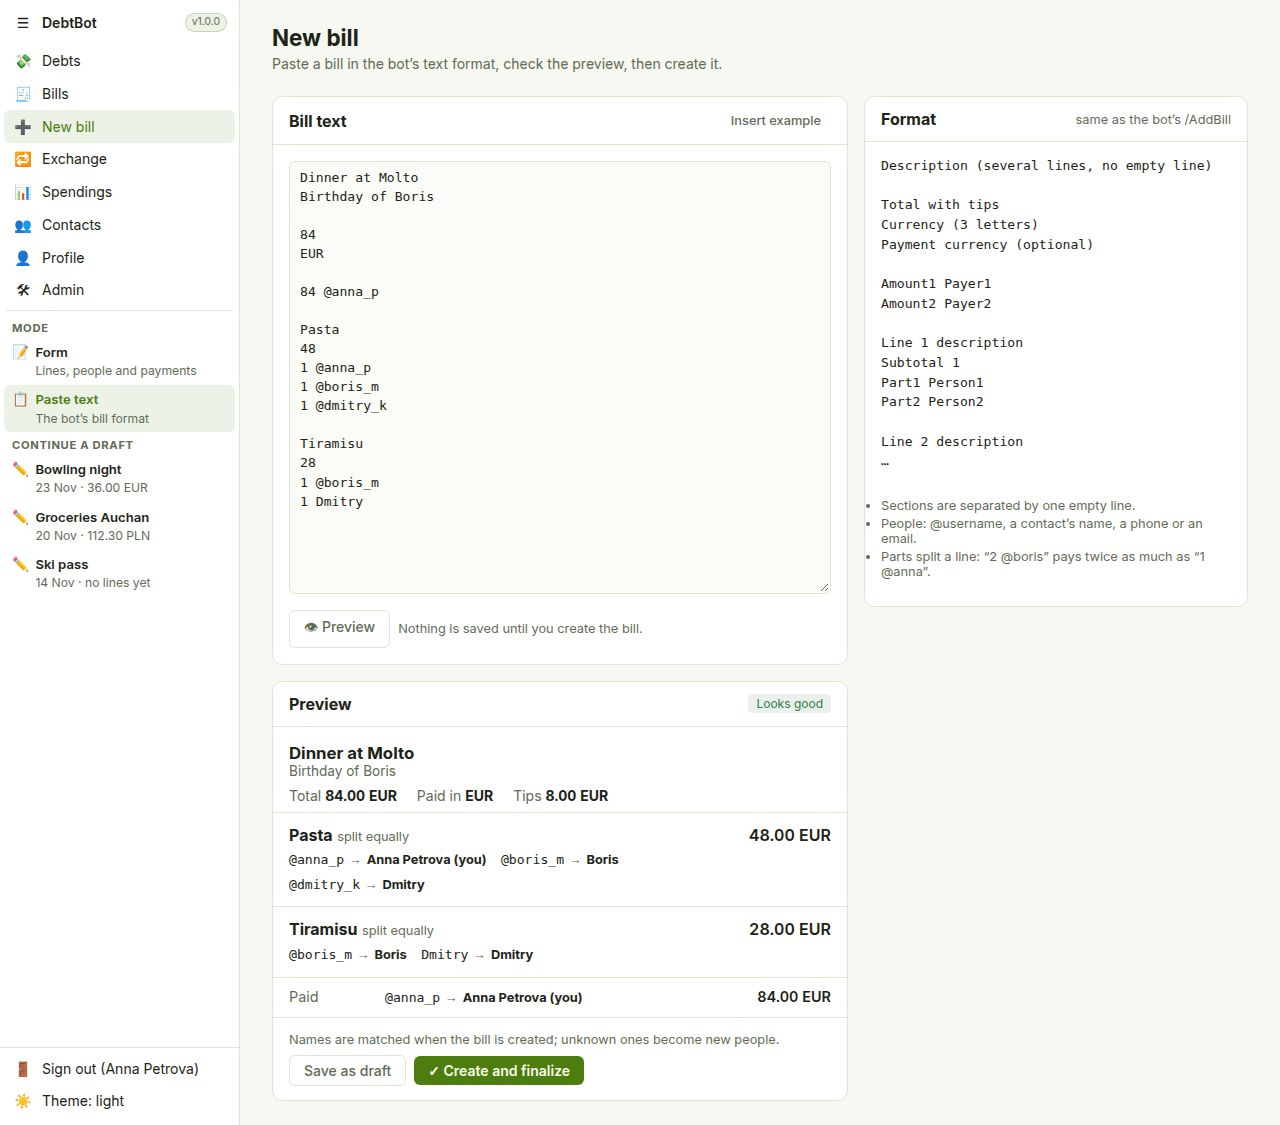 ☰ DebtBot v1.0.0
💸 Debts
🧾 Bills
➕ New bill
🔁 Exchange
📊 Spendings
👥 Contacts
👤 Profile
🛠 Admin
MODE
📝 Form
Lines, people and payments
📋 Paste text
The bot’s bill format
CONTINUE A DRAFT
✏️ Bowling night
23 Nov · 36.00 EUR
✏️ Groceries Auchan
20 Nov · 112.30 PLN
✏️ Ski pass
14 Nov · no lines yet
🚪 Sign out (Anna Petrova)
☀️ Theme: light
New bill
Paste a bill in the bot’s text format, check the preview, then create it.
Bill text
Insert example
Dinner at Molto
Birthday of Boris

84
EUR

84 @anna_p

Pasta
48
1 @anna_p
1 @boris_m
1 @dmitry_k

Tiramisu
28
1 @boris_m
1 Dmitry
👁 Preview
Nothing is saved until you create the bill.
Preview
Looks good
Dinner at Molto
Birthday of Boris
Total 84.00 EUR Paid in EUR Tips 8.00 EUR
Pasta split equally 48.00 EUR
@anna_p → Anna Petrova (you) @boris_m → Boris
@dmitry_k → Dmitry
Tiramisu split equally 28.00 EUR
@boris_m → Boris Dmitry → Dmitry
Paid @anna_p → Anna Petrova (you) 84.00 EUR
Names are matched when the bill is created; unknown ones become new people.
Save as draft
✓ Create and finalize
Format
same as the bot’s /AddBill
Description (several lines, no empty line)

Total with tips
Currency (3 letters)
Payment currency (optional)

Amount1 Payer1
Amount2 Payer2

Line 1 description
Subtotal 1
Part1 Person1
Part2 Person2

Line 2 description
…
• Sections are separated by one empty line.
• People: @username, a contact’s name, a phone or an
email.
• Parts split a line: “2 @boris” pays twice as much as “1
@anna”.